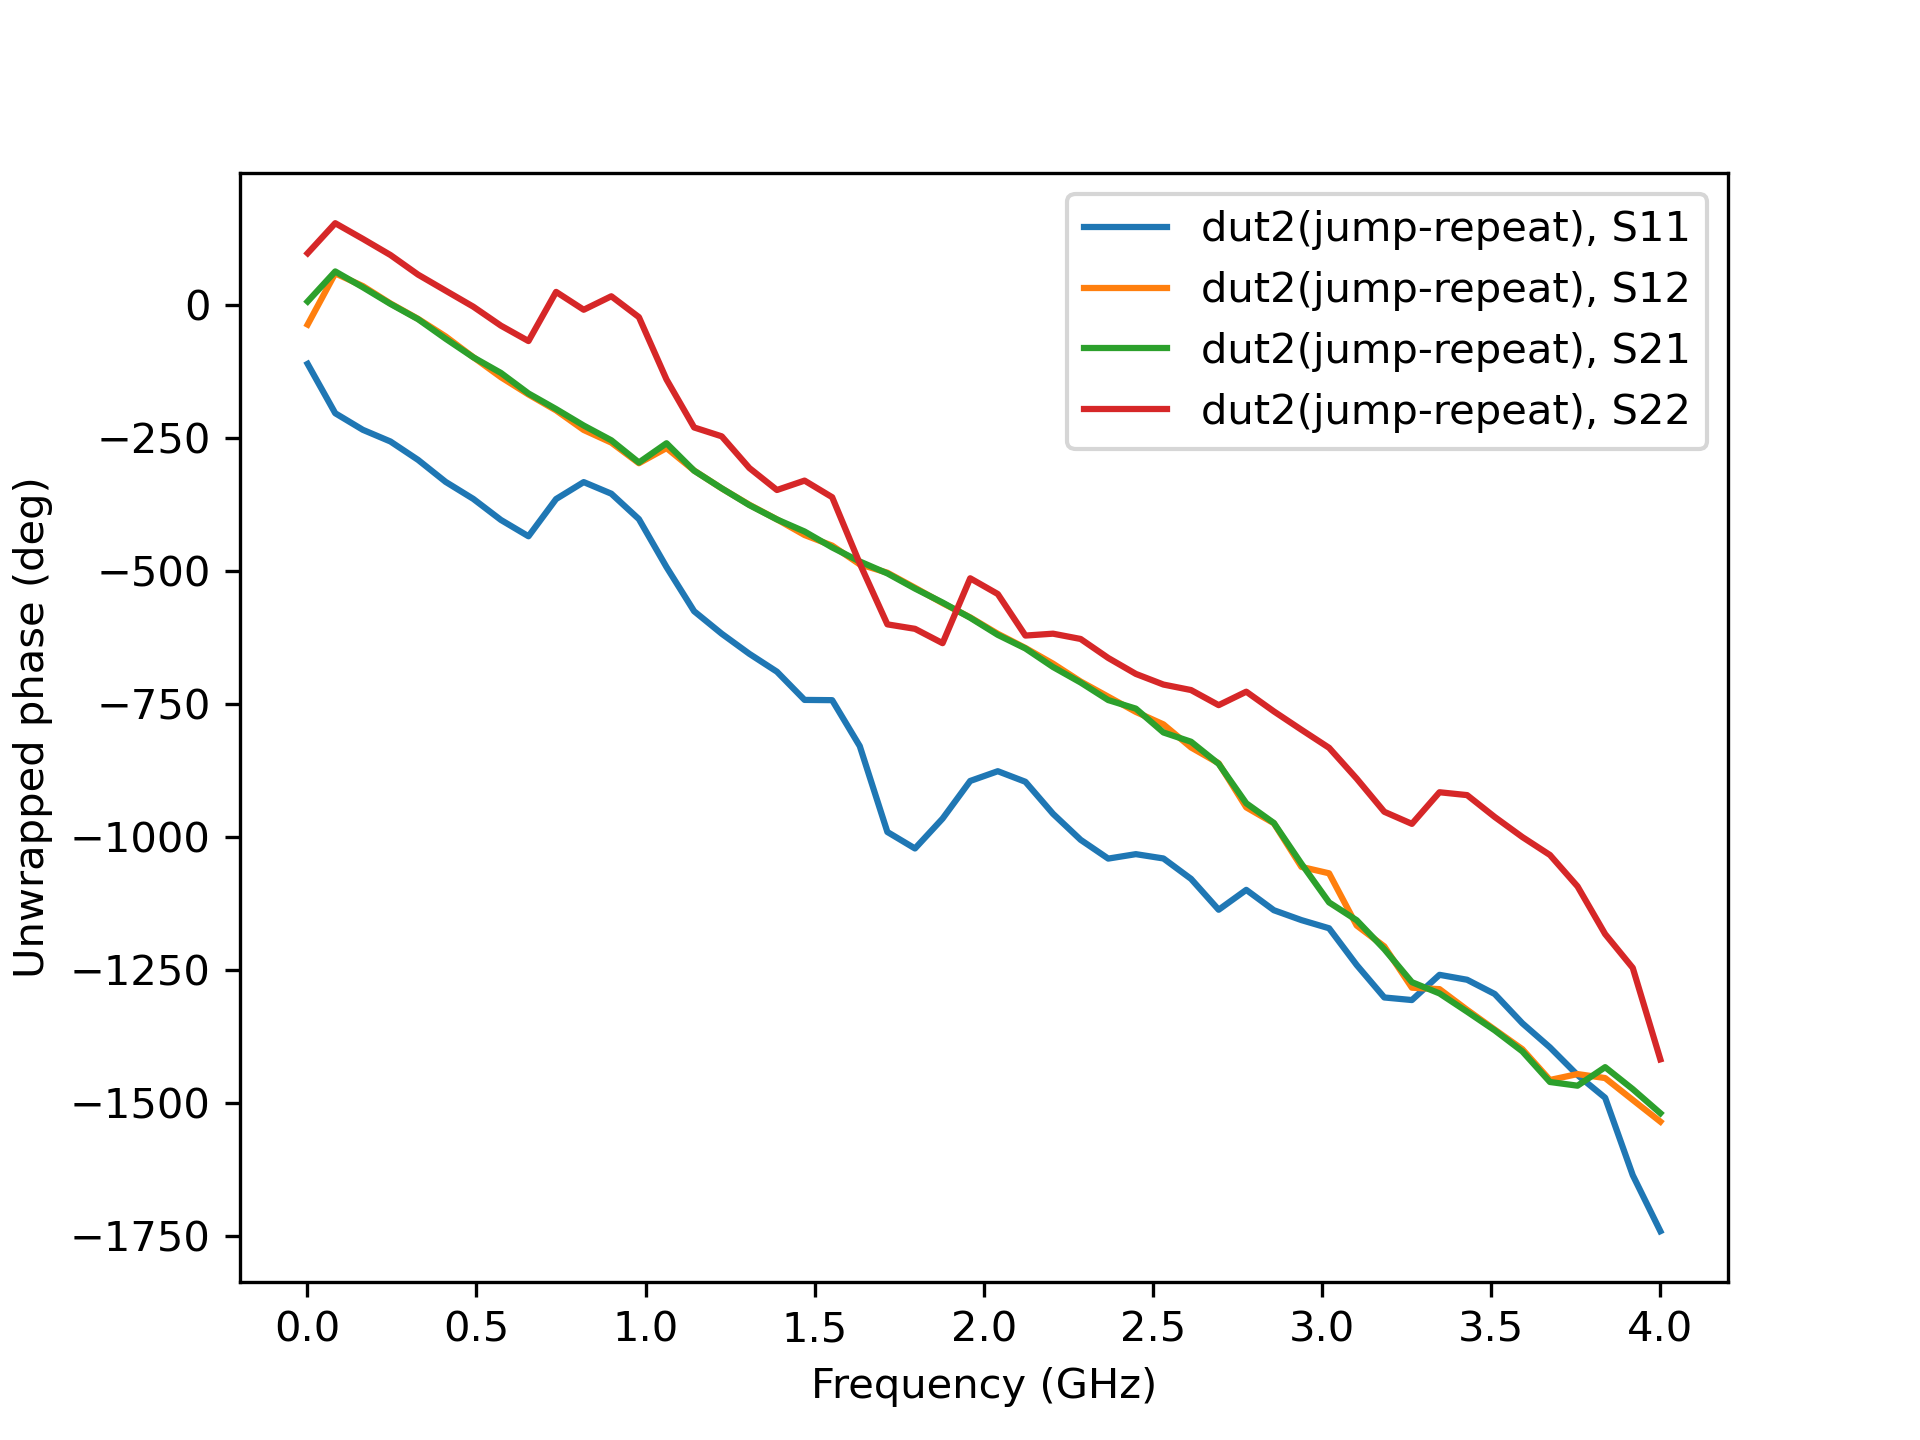 dut2(jump-repeat), S11
dut2(jump-repeat), S12
dut2(jump-repeat), S21
dut2(jump-repeat), S22
Unwrapped phase (deg)
0
−250
−500
−750
−1000
−1250
−1500
−1750
0.0 0.5 1.0 1.5 2.0 2.5 3.0 3.5 4.0
Frequency (GHz)